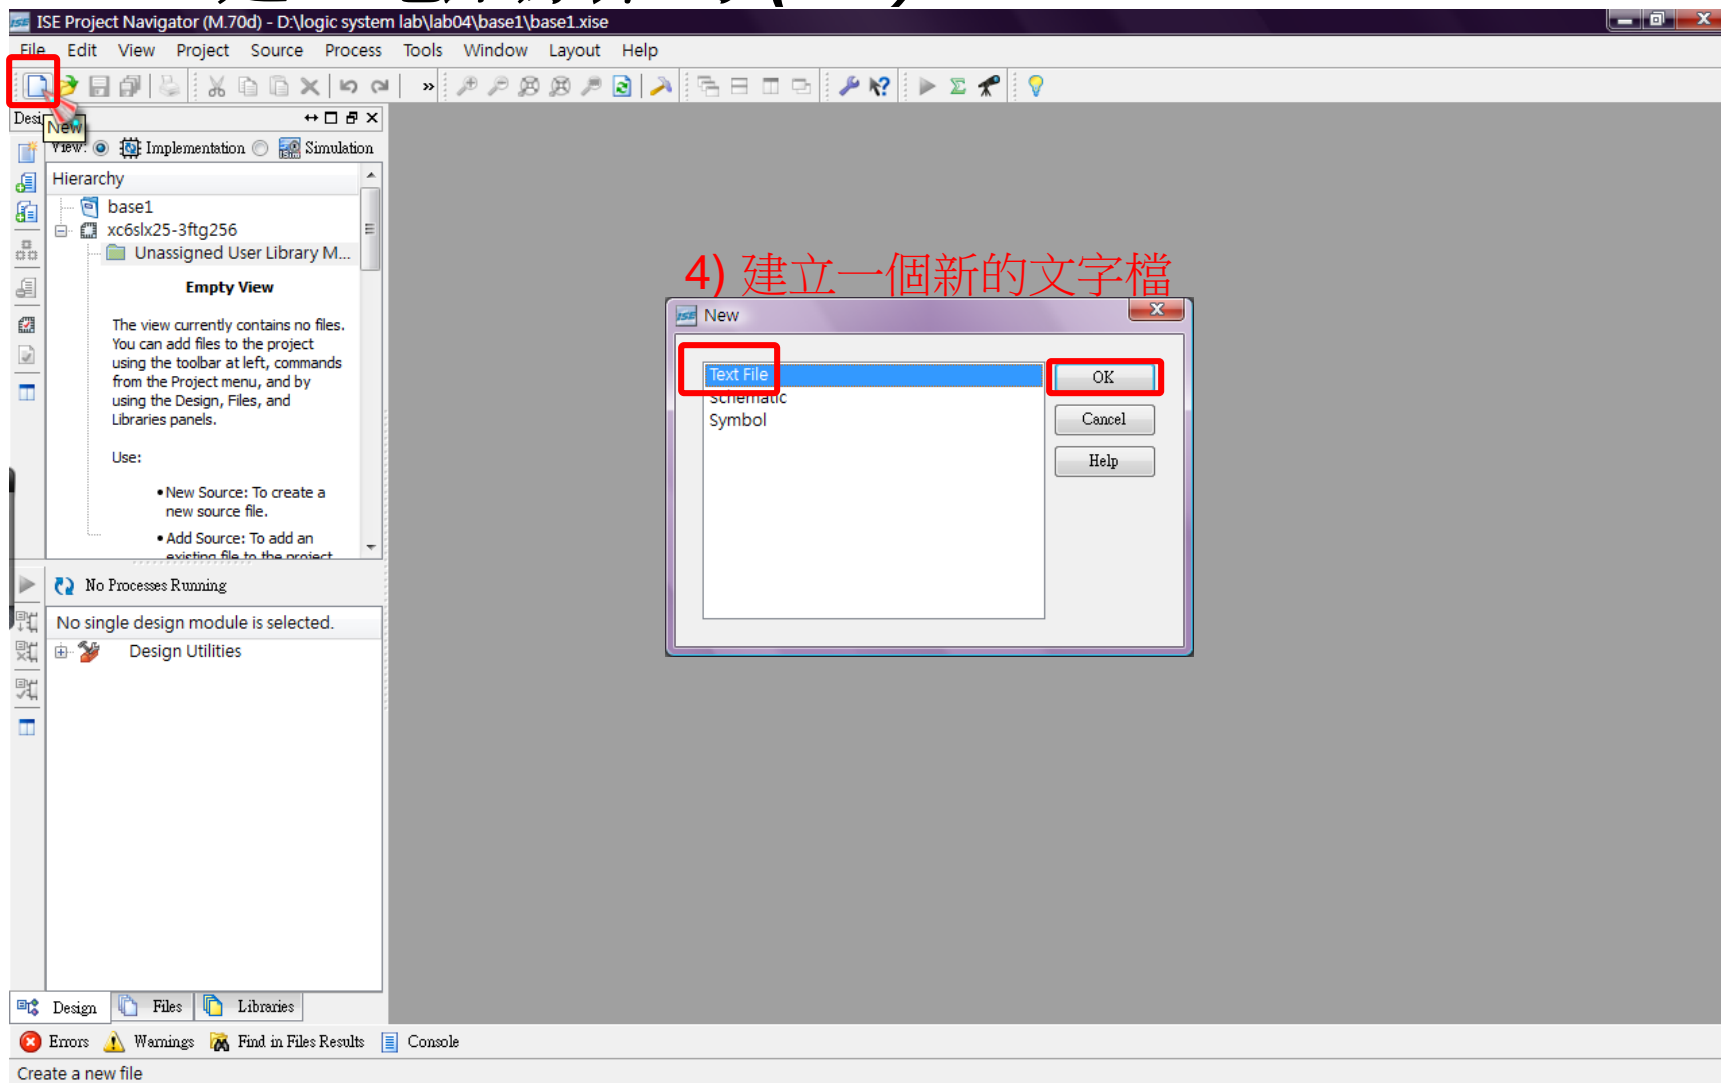 ISE Project Navigator (M.70d) - D:\logic system lab\lab04\base1\base1.xise
File Edit View Project Source Process Tools Window Layout Help
New
View: Implementation Simulation
Hierarchy
base1
xc6slx25-3ftg256
Unassigned User Library M...
Empty View
The view currently contains no files.
You can add files to the project
using the toolbar at left, commands
from the Project menu, and by
using the Design, Files, and
Libraries panels.
Use:
• New Source: To create a
new source file.
• Add Source: To add an
existing file to the project
No Processes Running
No single design module is selected.
Design Utilities
Design Files Libraries
4) 建立一個新的文字檔
New
Text File
Schematic
Symbol
OK
Cancel
Help
Errors Warnings Find in Files Results Console
Create a new file